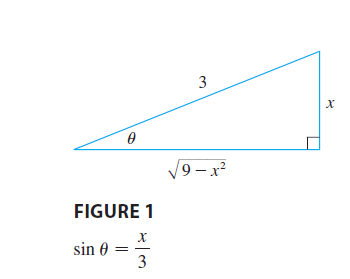 3
x
θ
√9 – x²
FIGURE 1
sin θ = x/3